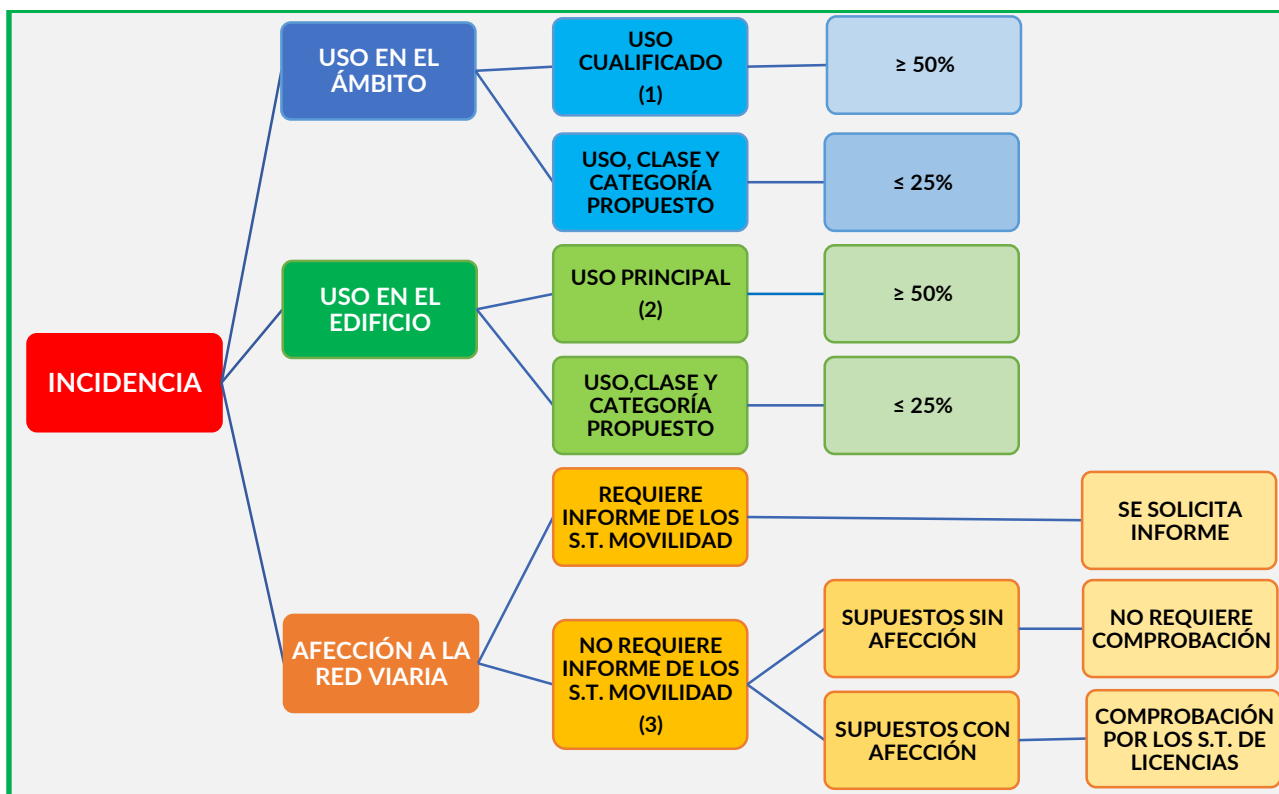 INCIDENCIA
USO EN EL
ÁMBITO
USO
CUALIFICADO
(1)
≥ 50%
USO, CLASE Y
CATEGORÍA
PROPUESTO
≤ 25%
USO EN EL
EDIFICIO
USO PRINCIPAL
(2)
≥ 50%
USO,CLASE Y
CATEGORÍA
PROPUESTO
≤ 25%
AFECCIÓN A LA
RED VIARIA
REQUIERE
INFORME DE LOS
S.T. MOVILIDAD
SE SOLICITA
INFORME
NO REQUIERE
INFORME DE LOS
S.T. MOVILIDAD
(3)
SUPUESTOS SIN
AFECCIÓN
NO REQUIERE
COMPROBACIÓN
SUPUESTOS CON
AFECCIÓN
COMPROBACIÓN
POR LOS S.T. DE
LICENCIAS